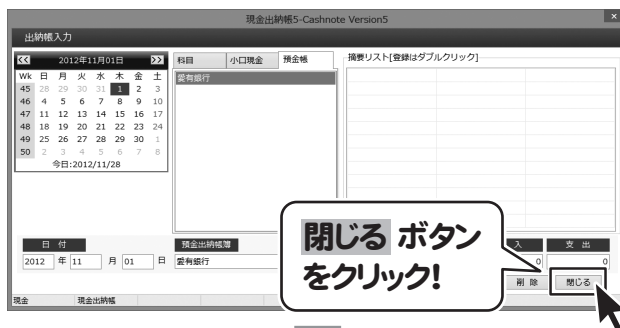 現金出納帳5-Cashnote Version5
×
出納帳入力
<< 2012年11月01日 >>
Wk 日 月 火 水 木 金 土
45 28 29 30 31 1 2 3
46 4 5 6 7 8 9 10
47 11 12 13 14 15 16 17
48 18 19 20 21 22 23 24
49 25 26 27 28 29 30 1
50 2 3 4 5 6 7 8
今日:2012/11/28
科目 小口現金 預金帳
愛有銀行
摘要リスト[登録はダブルクリック]
閉じる ボタン
をクリック!
日 付 預金出納帳簿 入 支 出
2012 年 11 月 01 日 愛有銀行 0 0
削 除 閉じる
現金 現金出納帳